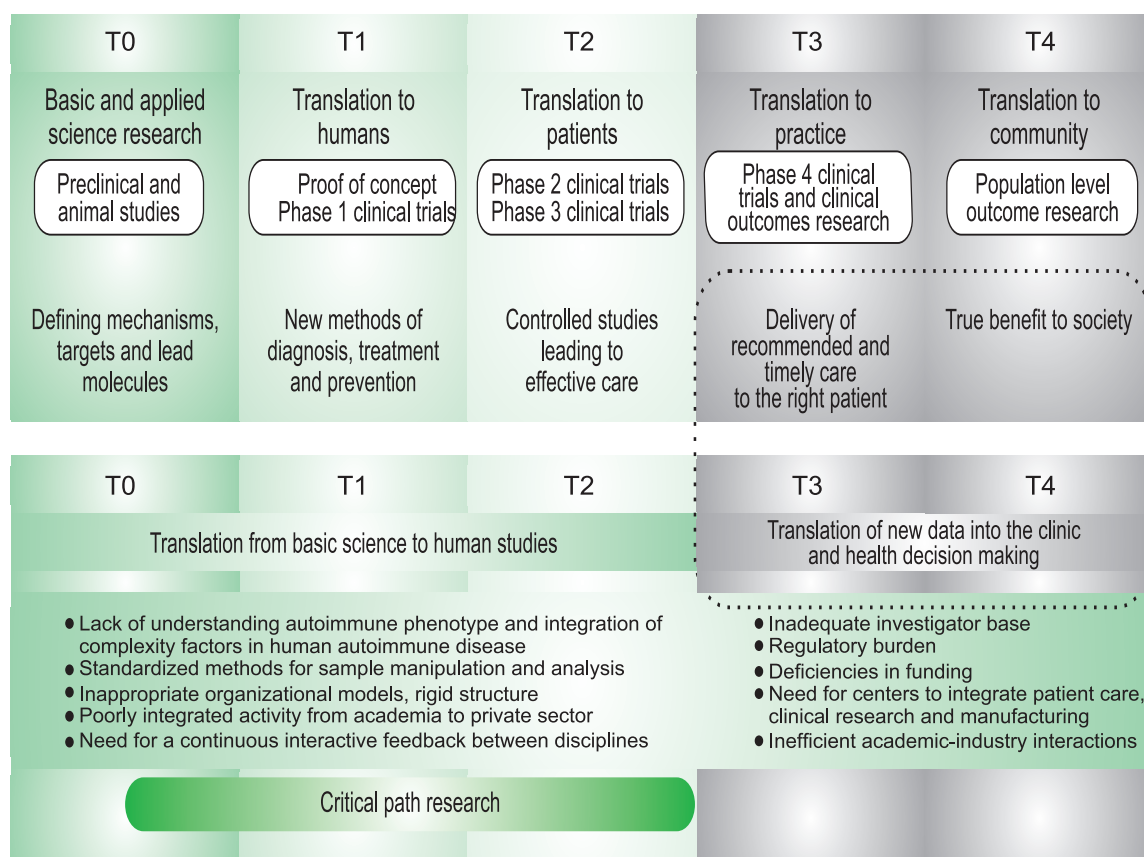 T0
T1
T2
T3
T4
Basic and applied
science research
Translation to
humans
Translation to
patients
Translation to
practice
Translation to
community
Preclinical and
animal studies
Proof of concept
Phase 1 clinical trials
Phase 2 clinical trials
Phase 3 clinical trials
Phase 4 clinical
trials and clinical
outcomes research
Population level
outcome research
Defining mechanisms,
targets and lead
molecules
New methods of
diagnosis, treatment
and prevention
Controlled studies
leading to
effective care
Delivery of
recommended and
timely care
to the right patient
True benefit to society
T0
T1
T2
T3
T4
Translation from basic science to human studies
Translation of new data into the clinic
and health decision making
• Lack of understanding autoimmune phenotype and integration of
complexity factors in human autoimmune disease
• Standardized methods for sample manipulation and analysis
• Inappropriate organizational models, rigid structure
• Poorly integrated activity from academia to private sector
• Need for a continuous interactive feedback between disciplines
• Inadequate investigator base
• Regulatory burden
• Deficiencies in funding
• Need for centers to integrate patient care,
clinical research and manufacturing
• Inefficient academic-industry interactions
Critical path research